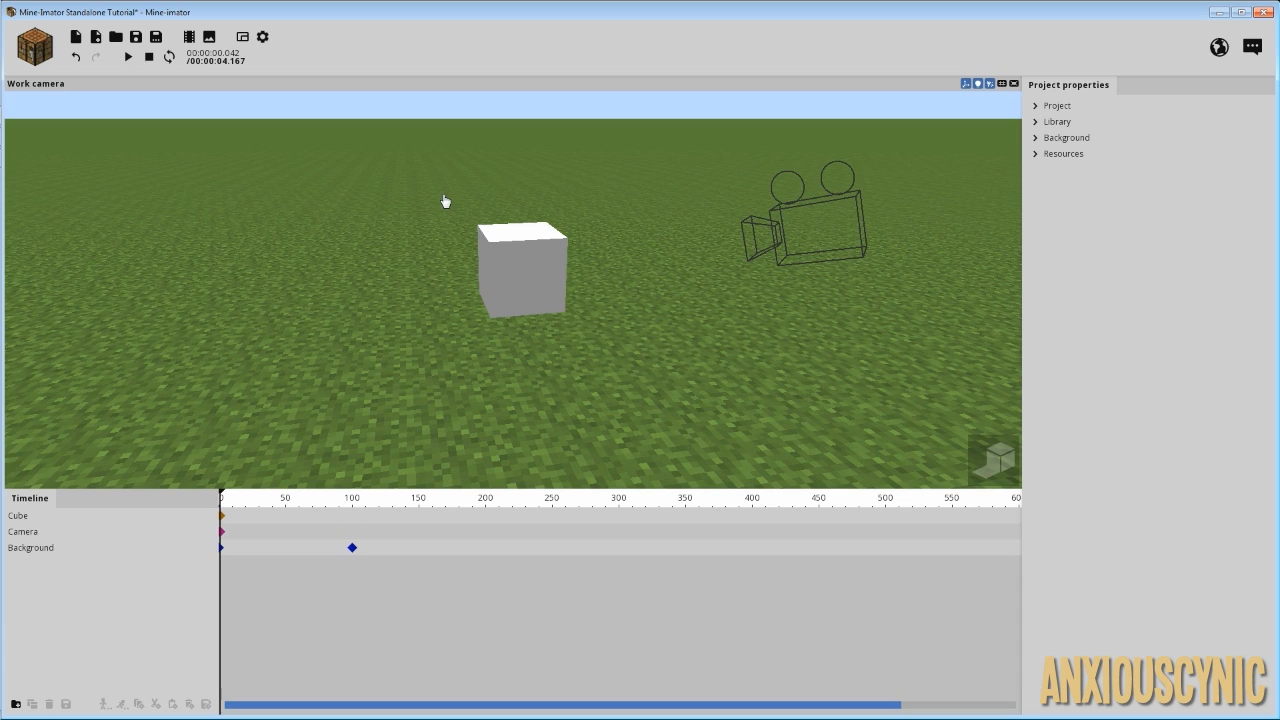 Mine-Imator Standalone Tutorial* - Mine-imator
00:00:00.042
/00:00:04.167
Work camera
Project properties
Project
Library
Background
Resources
Timeline
0 50 100 150 200 250 300 350 400 450 500 550 600
Cube
Camera
Background
ANXIOUSCYNIC